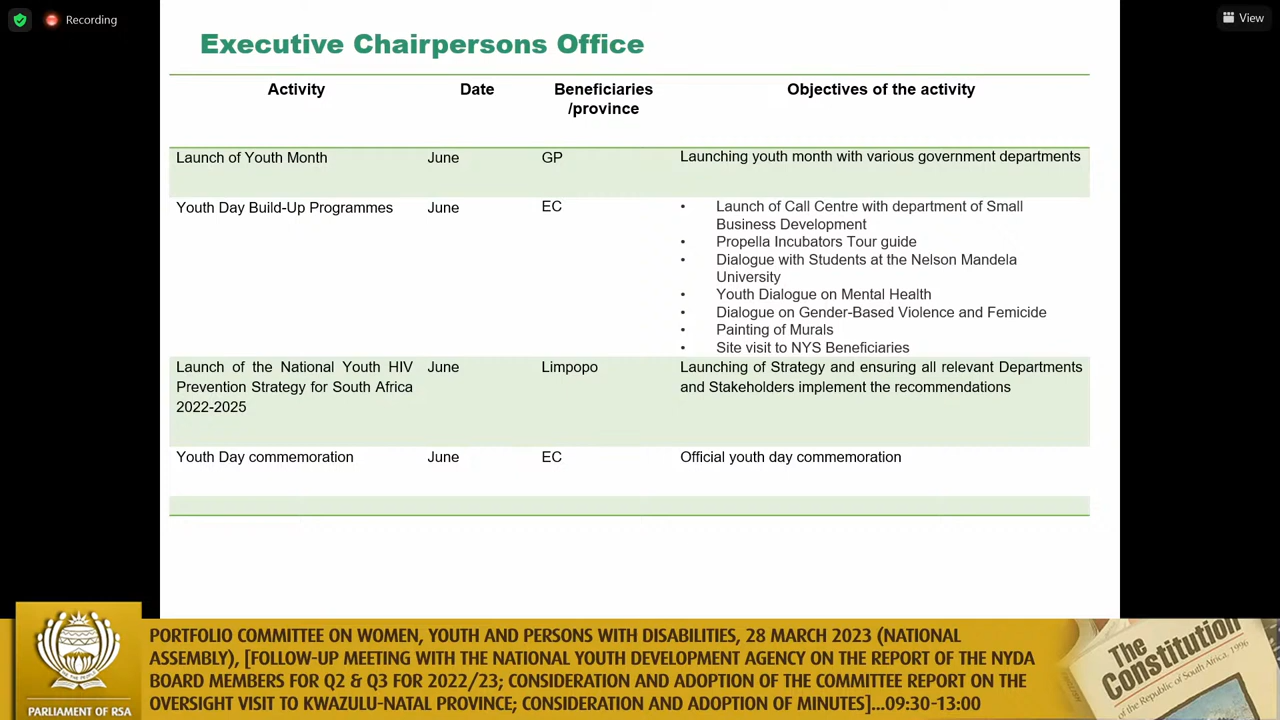 Recording
View
Executive Chairpersons Office
Activity
Date
Beneficiaries
/province
Objectives of the activity
Launch of Youth Month
June
GP
Launching youth month with various government departments
Youth Day Build-Up Programmes
June
EC
• Launch of Call Centre with department of Small
Business Development
• Propella Incubators Tour guide
• Dialogue with Students at the Nelson Mandela
University
• Youth Dialogue on Mental Health
• Dialogue on Gender-Based Violence and Femicide
• Painting of Murals
• Site visit to NYS Beneficiaries
Launch of the National Youth HIV
Prevention Strategy for South Africa
2022-2025
June
Limpopo
Launching of Strategy and ensuring all relevant Departments
and Stakeholders implement the recommendations
Youth Day commemoration
June
EC
Official youth day commemoration
PARLIAMENT OF RSA
PORTFOLIO COMMITTEE ON WOMEN, YOUTH AND PERSONS WITH DISABILITIES, 28 MARCH 2023 (NATIONAL
ASSEMBLY), [FOLLOW-UP MEETING WITH THE NATIONAL YOUTH DEVELOPMENT AGENCY ON THE REPORT OF THE NYDA
BOARD MEMBERS FOR Q2 & Q3 FOR 2022/23; CONSIDERATION AND ADOPTION OF THE COMMITTEE REPORT ON THE
OVERSIGHT VISIT TO KWAZULU-NATAL PROVINCE; CONSIDERATION AND ADOPTION OF MINUTES]...09:30-13:00
The
Constitution
of the Republic of South Africa, 1996